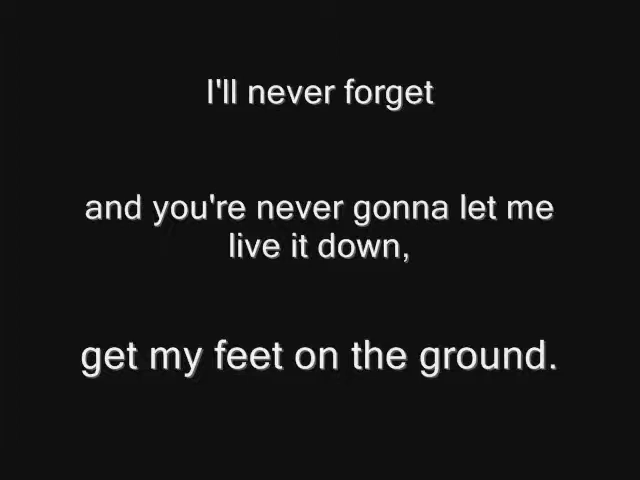 I'll never forget
and you're never gonna let me
live it down,
get my feet on the ground.